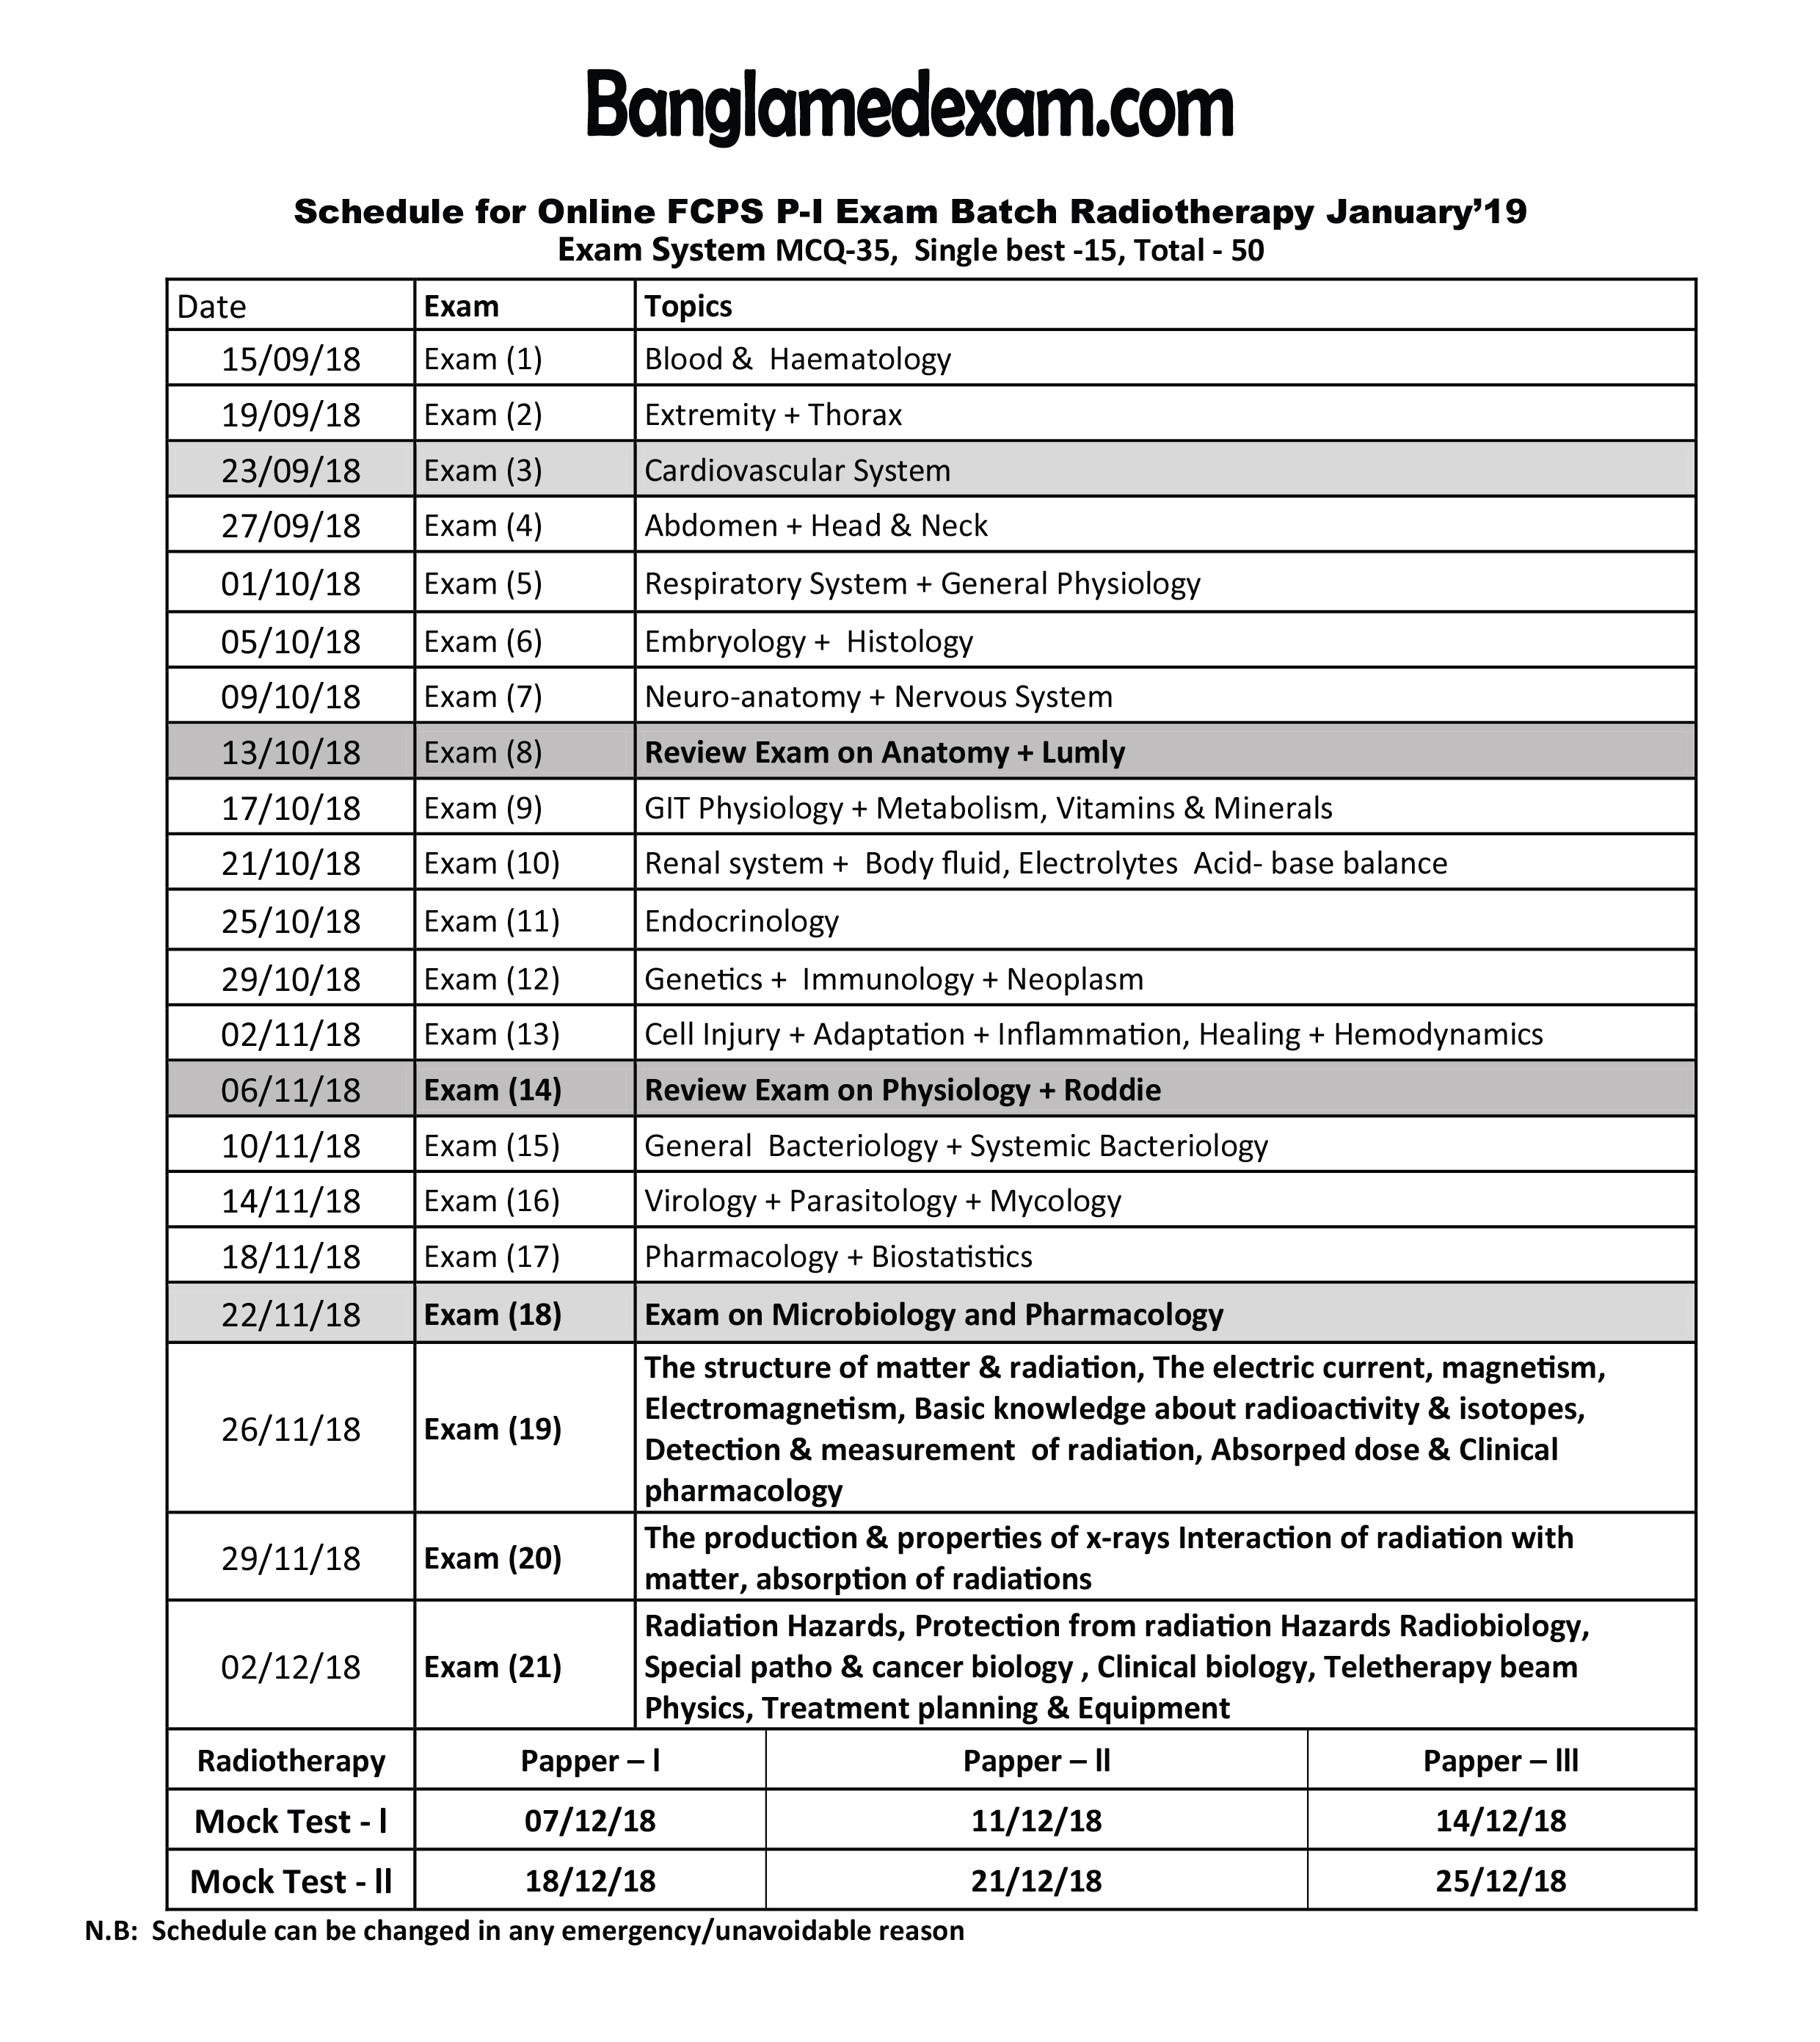 Banglamedexam.com
Schedule for Online FCPS P-I Exam Batch Radiotherapy January’19
Exam System MCQ-35, Single best -15, Total - 50
Date Exam Topics
15/09/18 Exam (1) Blood & Haematology
19/09/18 Exam (2) Extremity + Thorax
23/09/18 Exam (3) Cardiovascular System
27/09/18 Exam (4) Abdomen + Head & Neck
01/10/18 Exam (5) Respiratory System + General Physiology
05/10/18 Exam (6) Embryology + Histology
09/10/18 Exam (7) Neuro-anatomy + Nervous System
13/10/18 Exam (8) Review Exam on Anatomy + Lumly
17/10/18 Exam (9) GIT Physiology + Metabolism, Vitamins & Minerals
21/10/18 Exam (10) Renal system + Body fluid, Electrolytes Acid- base balance
25/10/18 Exam (11) Endocrinology
29/10/18 Exam (12) Genetics + Immunology + Neoplasm
02/11/18 Exam (13) Cell Injury + Adaptation + Inflammation, Healing + Hemodynamics
06/11/18 Exam (14) Review Exam on Physiology + Roddie
10/11/18 Exam (15) General Bacteriology + Systemic Bacteriology
14/11/18 Exam (16) Virology + Parasitology + Mycology
18/11/18 Exam (17) Pharmacology + Biostatistics
22/11/18 Exam (18) Exam on Microbiology and Pharmacology
26/11/18 Exam (19) The structure of matter & radiation, The electric current, magnetism,
Electromagnetism, Basic knowledge about radioactivity & isotopes,
Detection & measurement of radiation, Absorped dose & Clinical
pharmacology
29/11/18 Exam (20) The production & properties of x-rays Interaction of radiation with
matter, absorption of radiations
02/12/18 Exam (21) Radiation Hazards, Protection from radiation Hazards Radiobiology,
Special patho & cancer biology , Clinical biology, Teletherapy beam
Physics, Treatment planning & Equipment
Radiotherapy Papper – l Papper – ll Papper – lll
Mock Test - l 07/12/18 11/12/18 14/12/18
Mock Test - ll 18/12/18 21/12/18 25/12/18
N.B: Schedule can be changed in any emergency/unavoidable reason